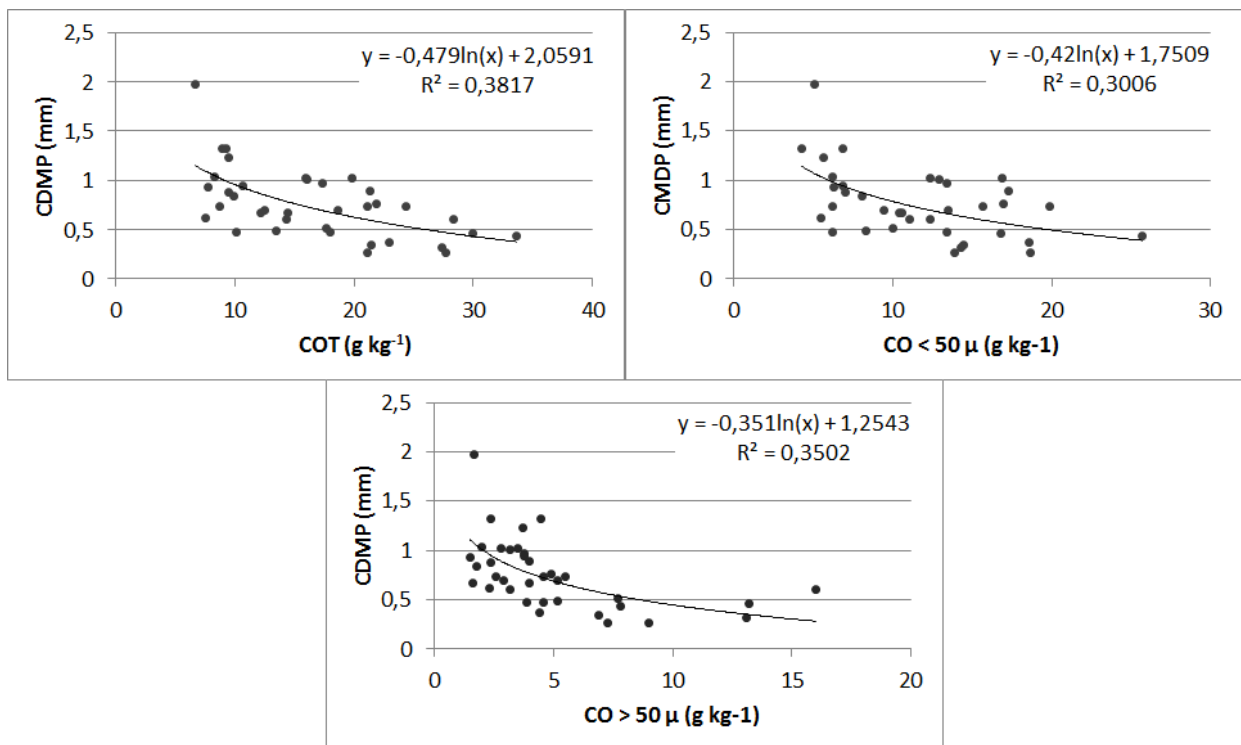 2,5
2
1,5
1
0,5
0
CDMP (mm)
y = -0,479ln(x) + 2,0591
R² = 0,3817
0 10 20 30 40
COT (g kg⁻¹)
2,5
2
1,5
1
0,5
0
CMDP (mm)
y = -0,42ln(x) + 1,7509
R² = 0,3006
0 10 20 30
CO < 50 µ (g kg-1)
2,5
2
1,5
1
0,5
0
CDMP (mm)
y = -0,351ln(x) + 1,2543
R² = 0,3502
0 5 10 15 20
CO > 50 µ (g kg-1)